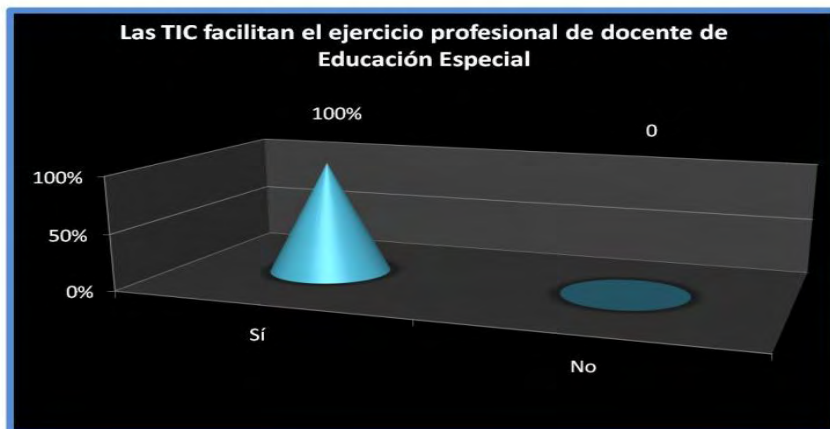 Las TIC facilitan el ejercicio profesional de docente de
Educación Especial
100%
0
100%
50%
0%
Sí
No